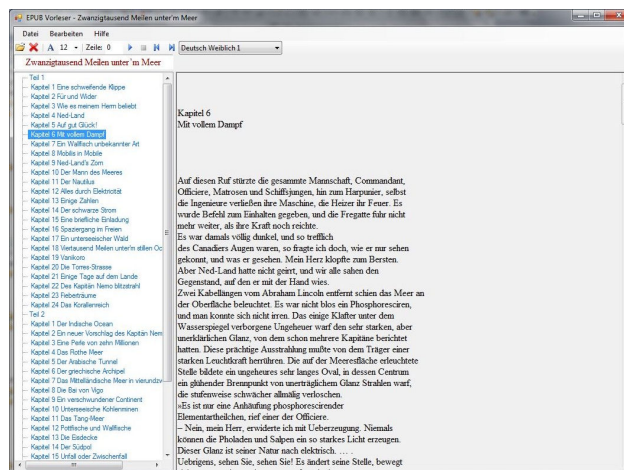 EPUB Vorleser - Zwanzigtausend Meilen unter'm Meer
Datei Bearbeiten Hilfe
A 12 Zeile: 0 Deutsch Weiblich 1
Zwanzigtausend Meilen unter'm Meer
Teil 1
Kapitel 1 Eine schweifende Klippe
Kapitel 2 Für und Wider
Kapitel 3 Wie es meinem Herrn beliebt
Kapitel 4 Ned-Land
Kapitel 5 Auf gut Glück!
Kapitel 6 Mit vollem Dampf
Kapitel 7 Ein Wallfisch unbekannter Art
Kapitel 8 Mobilis in Mobile
Kapitel 9 Ned-Land's Zorn
Kapitel 10 Der Mann des Meeres
Kapitel 11 Der Nautilus
Kapitel 12 Alles durch Elektricität
Kapitel 13 Einige Zahlen
Kapitel 14 Der schwarze Strom
Kapitel 15 Eine briefliche Einladung
Kapitel 16 Spaziergang im Freien
Kapitel 17 Ein unterseeischer Wald
Kapitel 18 Viertausend Meilen unter'm stillen Oc
Kapitel 19 Vanikoro
Kapitel 20 Die Torres-Strasse
Kapitel 21 Einige Tage auf dem Lande
Kapitel 22 Des Kapitän Nemo blitzstrahl
Kapitel 23 Fieberträume
Kapitel 24 Das Korallenreich
Teil 2
Kapitel 1 Der Indische Ocean
Kapitel 2 Ein neuer Vorschlag des Kapitän Nem
Kapitel 3 Eine Perle von zehn Millionen
Kapitel 4 Das Rothe Meer
Kapitel 5 Der Arabische Tunnel
Kapitel 6 Der griechische Archipel
Kapitel 7 Das Mittelländische Meer in vierundzw
Kapitel 8 Die Bai von Vigo
Kapitel 9 Ein verschwundener Continent
Kapitel 10 Unterseeische Kohlenminen
Kapitel 11 Das Tang-Meer
Kapitel 12 Pottfische und Wallfische
Kapitel 13 Die Eisdecke
Kapitel 14 Der Südpol
Kapitel 15 Unfall oder Zwischenfall
Kapitel 6
Mit vollem Dampf
Auf diesen Ruf stürzte die gesammte Mannschaft, Commandant,
Officiere, Matrosen und Schiffsjungen, hin zum Harpunier, selbst
die Ingenieure verließen ihre Maschine, die Heizer ihr Feuer. Es
wurde Befehl zum Einhalten gegeben, und die Fregatte fuhr nicht
mehr weiter, als ihre Kraft noch reichte.
Es war damals völlig dunkel, und so trefflich
des Canadiers Augen waren, so fragte ich doch, wie er nur sehen
gekonnt, und was er gesehen. Mein Herz klopfte zum Bersten.
Aber Ned-Land hatte nicht geirrt, und wir alle sahen den
Gegenstand, auf den er mit der Hand wies.
Zwei Kabellängen vom Abraham Lincoln entfernt schien das Meer an
der Oberfläche beleuchtet. Es war nicht blos ein Phosphoresciren,
und man konnte sich nicht irren. Das einige Klafter unter dem
Wasserspiegel verborgene Ungeheuer warf den sehr starken, aber
unerklärlichen Glanz, von dem schon mehrere Kapitäne berichtet
hatten. Diese prächtige Ausstrahlung mußte von dem Träger einer
starken Leuchtkraft herrühren. Die auf der Meeresfläche erleuchtete
Stelle bildete ein ungeheures sehr langes Oval, in dessen Centrum
ein glühender Brennpunkt von unerträglichem Glanz Strahlen warf,
die stufenweise schwächer allmälig verloschen.
»Es ist nur eine Anhäufung phosphorescirender
Elementartheilchen, rief einer der Officiere.
– Nein, mein Herr, erwiderte ich mit Ueberzeugung. Niemals
können die Pholaden und Salpen ein so starkes Licht erzeugen.
Dieser Glanz ist seiner Natur nach elektrisch. … .
Uebrigens, sehen Sie, sehen Sie! Es ändert seine Stelle, bewegt